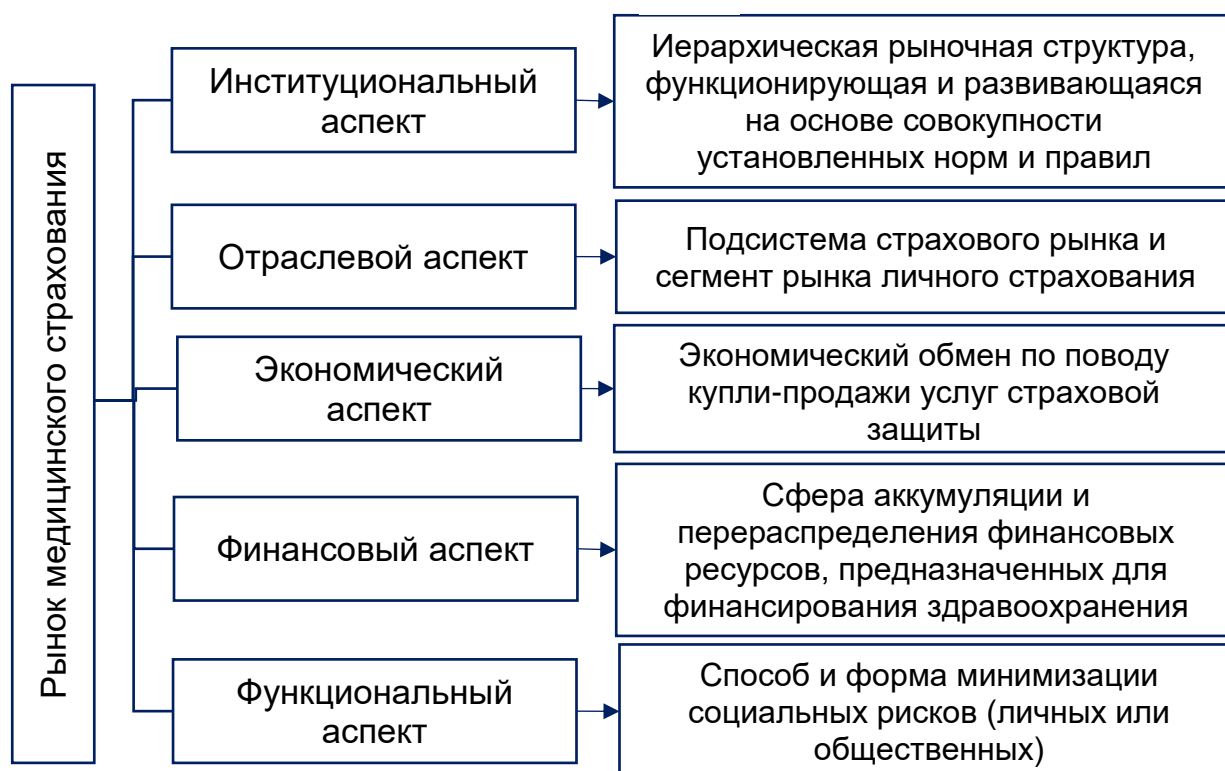 Рынок медицинского страхования
Институциональный
аспект
Иерархическая рыночная структура,
функционирующая и развивающаяся
на основе совокупности
установленных норм и правил
Отраслевой аспект
Подсистема страхового рынка и
сегмент рынка личного страхования
Экономический
аспект
Экономический обмен по поводу
купли-продажи услуг страховой
защиты
Финансовый аспект
Сфера аккумуляции и
перераспределения финансовых
ресурсов, предназначенных для
финансирования здравоохранения
Функциональный
аспект
Способ и форма минимизации
социальных рисков (личных или
общественных)